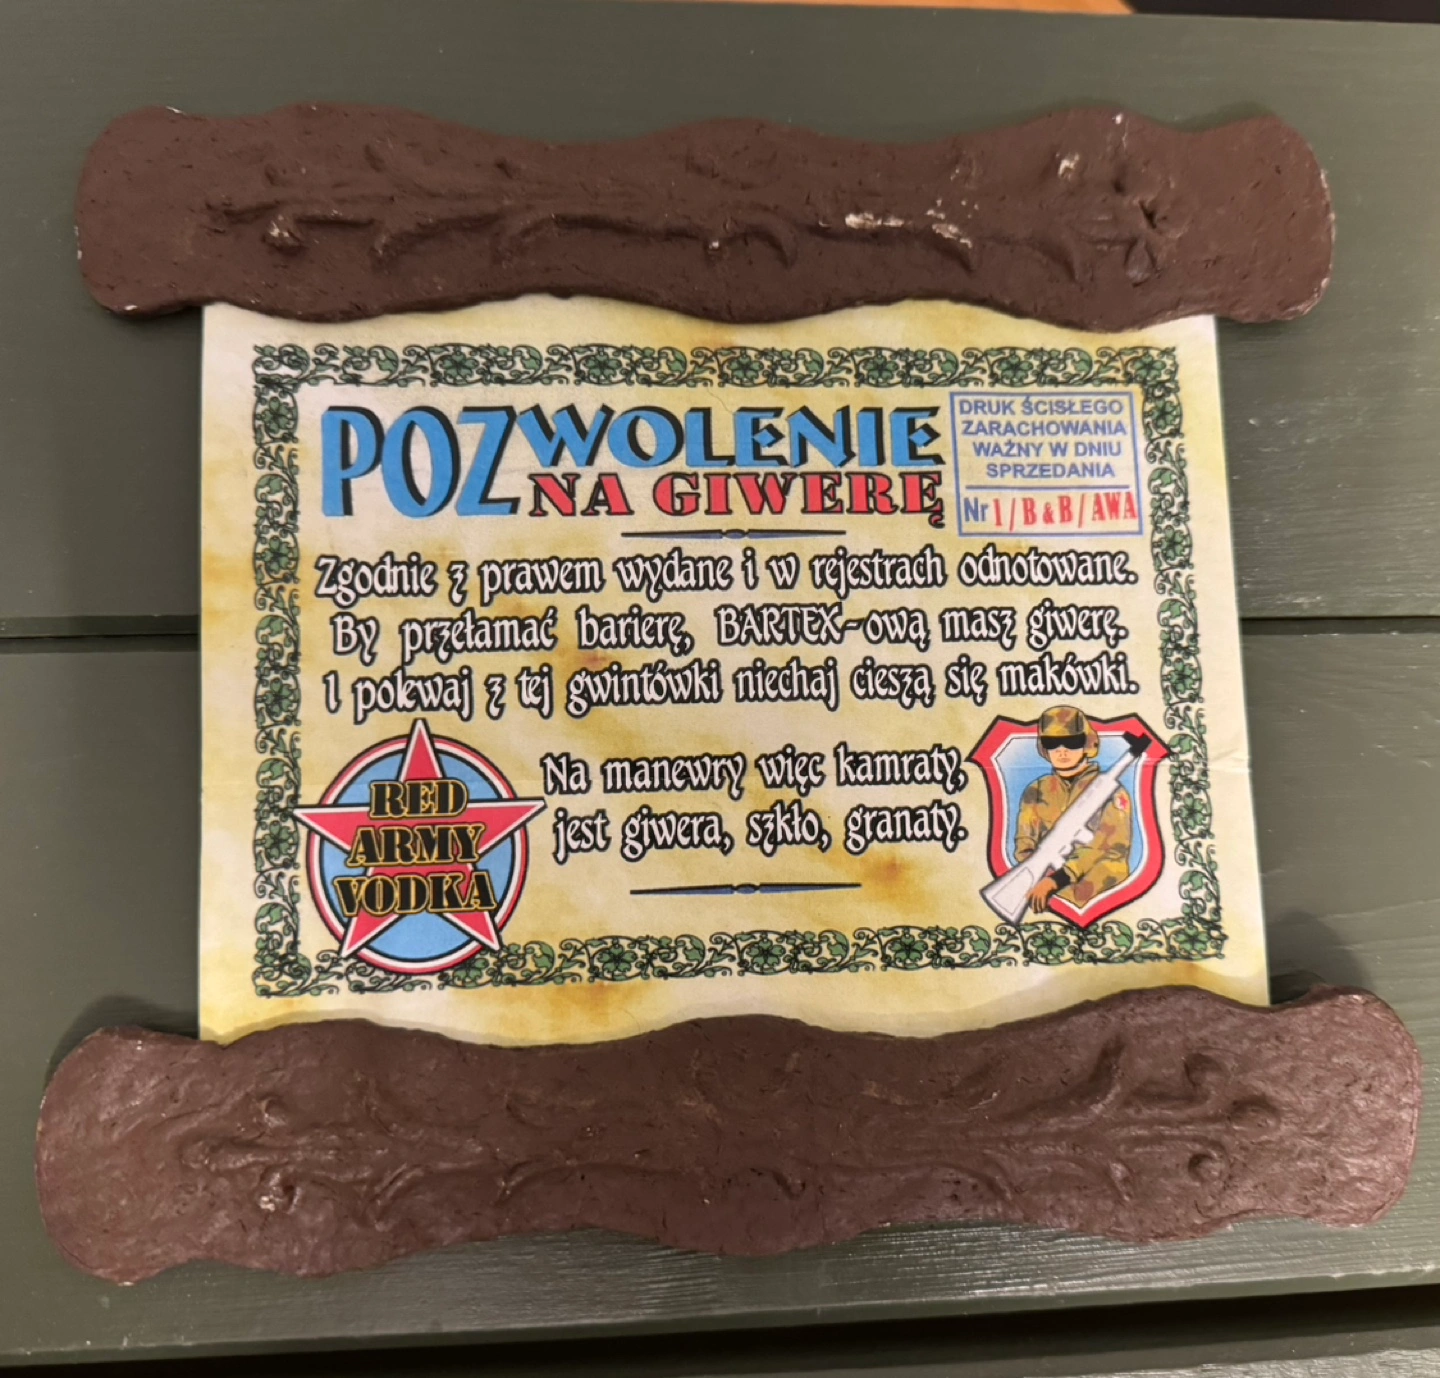 POZWOLENIE
NA GIWERĘ
DRUK ŚCISŁEGO
ZARACHOWANIA
WAŻNY W DNIU
SPRZEDANIA
Nr 1/B&B/AWA
Zgodnie z prawem wydane i w rejestrach odnotowane.
By przełamać barierę, BARTEX-ową masz giwerę.
I polewaj z tej gwintówki niechaj cieszą się makówki.
Na manewry więc kamraty,
jest giwera, szkło, granaty.
RED
ARMY
VODKA